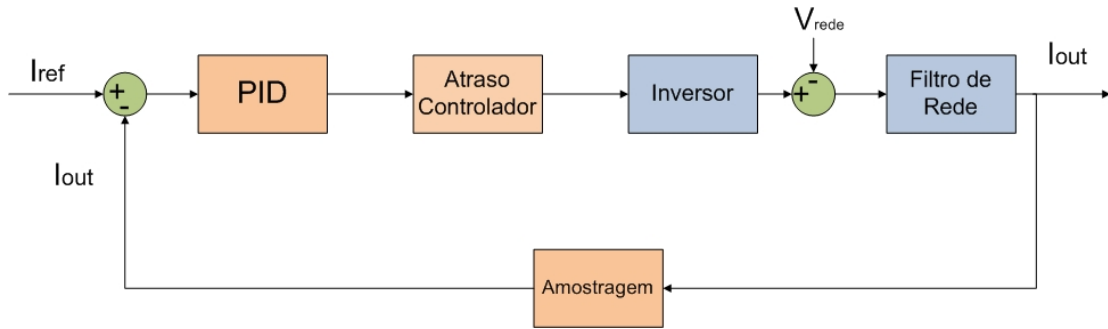 Vrede
Iref
Iout
+
-
PID
Atraso
Controlador
Inversor
+
-
Filtro de
Rede
Iout
Amostragem